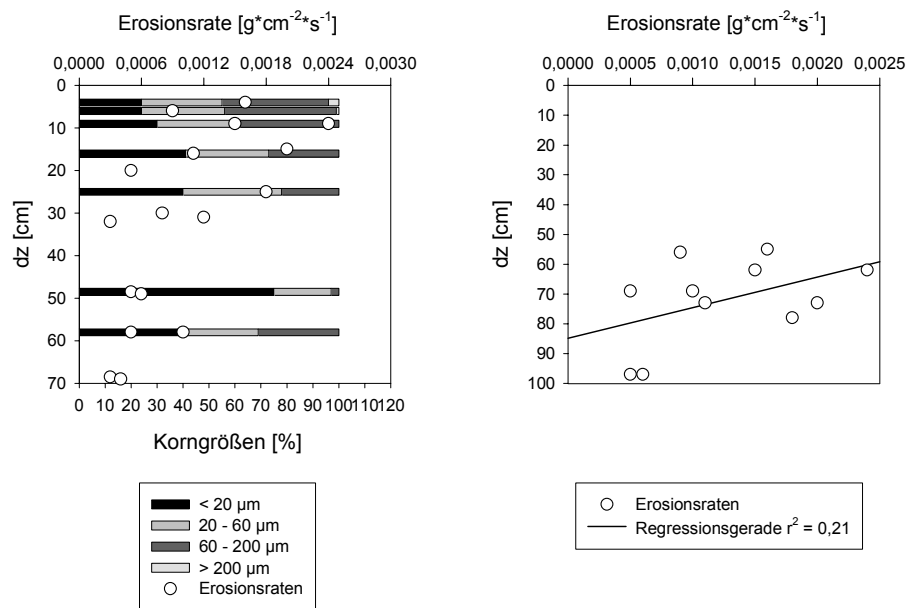 Erosionsrate [g*cm⁻²*s⁻¹]
0,0000 0,0006 0,0012 0,0018 0,0024 0,0030
dz [cm]
0
10
20
30
40
50
60
70
0 10 20 30 40 50 60 70 80 90 100 110 120
Korngrößen [%]
< 20 µm
20 - 60 µm
60 - 200 µm
> 200 µm
Erosionsraten
Erosionsrate [g*cm⁻²*s⁻¹]
0,0000 0,0005 0,0010 0,0015 0,0020 0,0025
dz [cm]
0
10
20
30
40
50
60
70
80
90
100
Erosionsraten
Regressionsgerade r² = 0,21